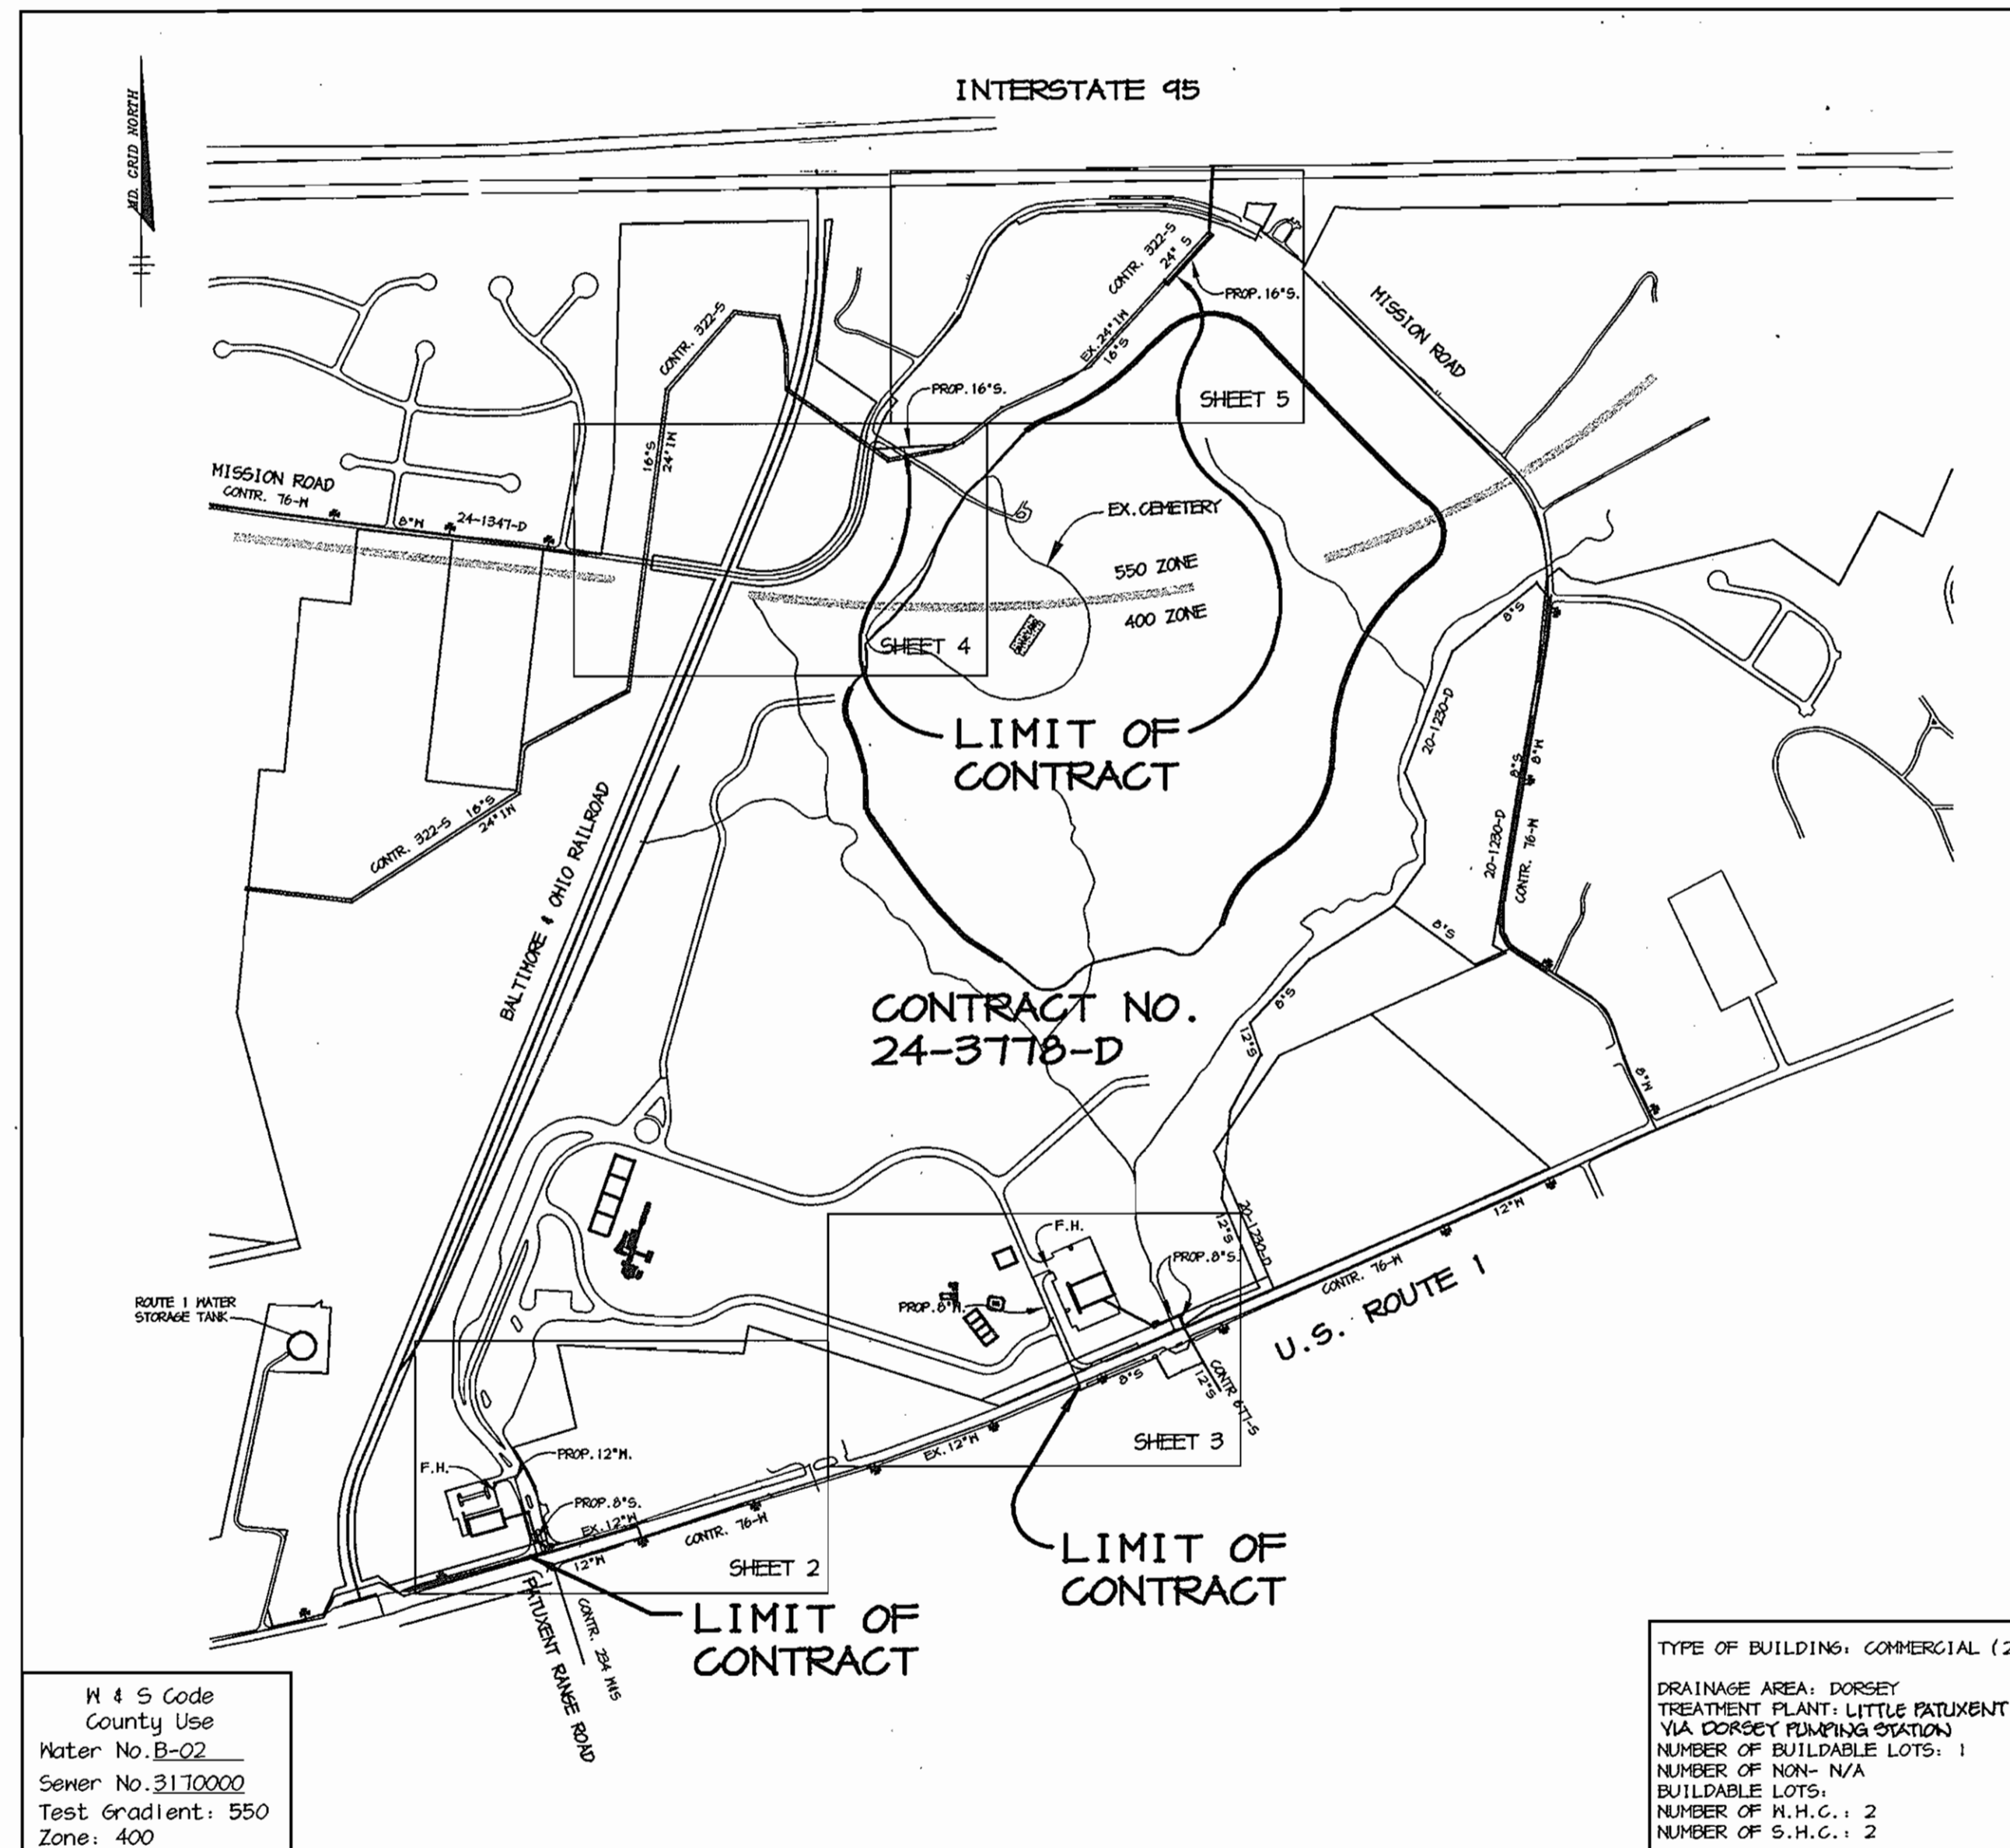 INTERSTATE 95
MD. GRID NORTH
CONTR. 322-S
24" S
PROP. 16"S.
MISSION ROAD
CONTR. 322-S
EX. 24"IW
16"S
PROP. 16"S.
SHEET 5
16"S
24"IW
MISSION ROAD
CONTR. 76-W
8"W
24-1347-D
EX. CEMETERY
550 ZONE
400 ZONE
8"S
SHEET 4
20-1230-D
LIMIT OF
CONTRACT
8"S
8"W
CONTR. 322-S 16"S
24"IW
BALTIMORE & OHIO RAILROAD
20-1230-D
CONTR. 76-W
8"S
CONTRACT NO.
24-3778-D
8"S
12"S
8"W
F.H.
12"S
20-1230-D
12"W
PROP. 8"S.
CONTR. 76-W
U.S. ROUTE 1
ROUTE 1 WATER
STORAGE TANK
PROP. 8"W.
8"S
12"S
CONTR 677-S
EX. 12"W
SHEET 3
F.H.
PROP. 12"W.
PROP. 8"S.
EX. 12"W
12"W
CONTR. 76-W
SHEET 2
LIMIT OF
CONTRACT
LIMIT OF
CONTRACT
PATUXENT RANGE ROAD
CONTR. 234 W&S
W & S Code
County Use
Water No. B-02
Sewer No. 3170000
Test Gradient: 550
Zone: 400
TYPE OF BUILDING: COMMERCIAL (2
DRAINAGE AREA: DORSEY
TREATMENT PLANT: LITTLE PATUXENT
VIA DORSEY PUMPING STATION
NUMBER OF BUILDABLE LOTS: 1
NUMBER OF NON- N/A
BUILDABLE LOTS:
NUMBER OF W.H.C.: 2
NUMBER OF S.H.C.: 2